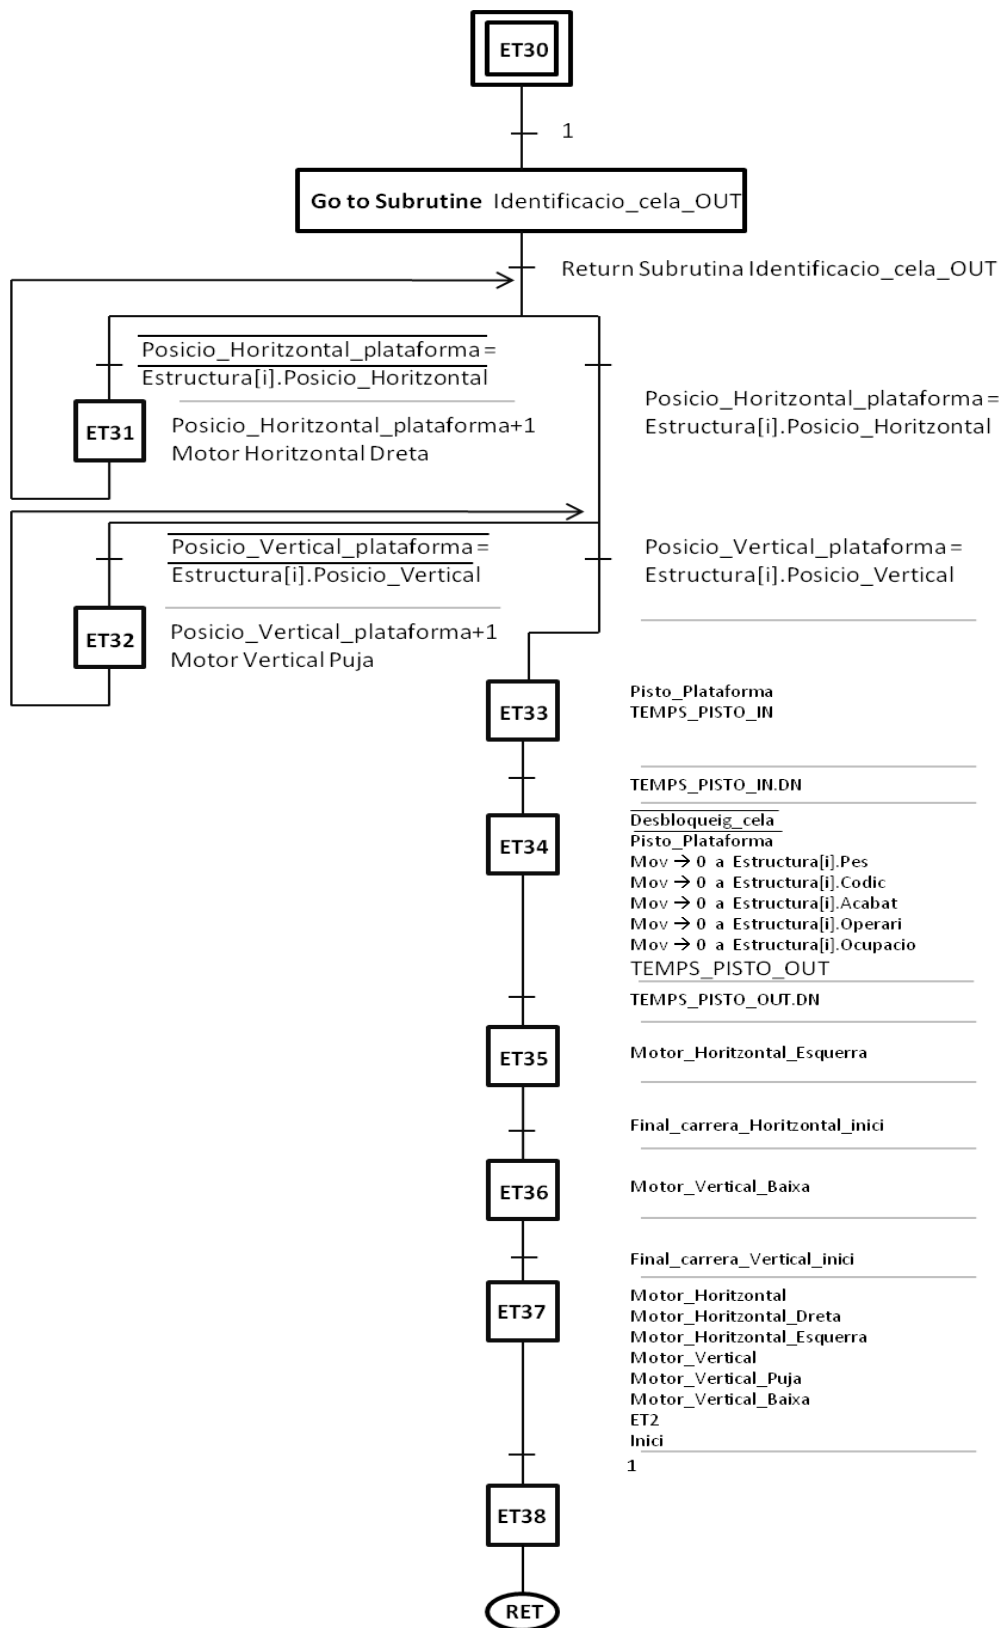 ET30
1
Go to Subrutine Identificacio_cela_OUT
Return Subrutina Identificacio_cela_OUT
Posicio_Horitzontal_plataforma=
Estructura[i].Posicio_Horitzontal
ET31
Posicio_Horitzontal_plataforma+1
Motor Horitzontal Dreta
Posicio_Horitzontal_plataforma=
Estructura[i].Posicio_Horitzontal
Posicio_Vertical_plataforma=
Estructura[i].Posicio_Vertical
Posicio_Vertical_plataforma=
Estructura[i].Posicio_Vertical
ET32
Posicio_Vertical_plataforma+1
Motor Vertical Puja
ET33
Pisto_Plataforma
TEMPS_PISTO_IN
TEMPS_PISTO_IN.DN
ET34
Desbloqueig_cela
Pisto_Plataforma
Mov → 0 a Estructura[i].Pes
Mov → 0 a Estructura[i].Codic
Mov → 0 a Estructura[i].Acabat
Mov → 0 a Estructura[i].Operari
Mov → 0 a Estructura[i].Ocupacio
TEMPS_PISTO_OUT
TEMPS_PISTO_OUT.DN
ET35
Motor_Horitzontal_Esquerra
Final_carrera_Horitzontal_inici
ET36
Motor_Vertical_Baixa
Final_carrera_Vertical_inici
ET37
Motor_Horitzontal
Motor_Horitzontal_Dreta
Motor_Horitzontal_Esquerra
Motor_Vertical
Motor_Vertical_Puja
Motor_Vertical_Baixa
ET2
Inici
1
ET38
RET